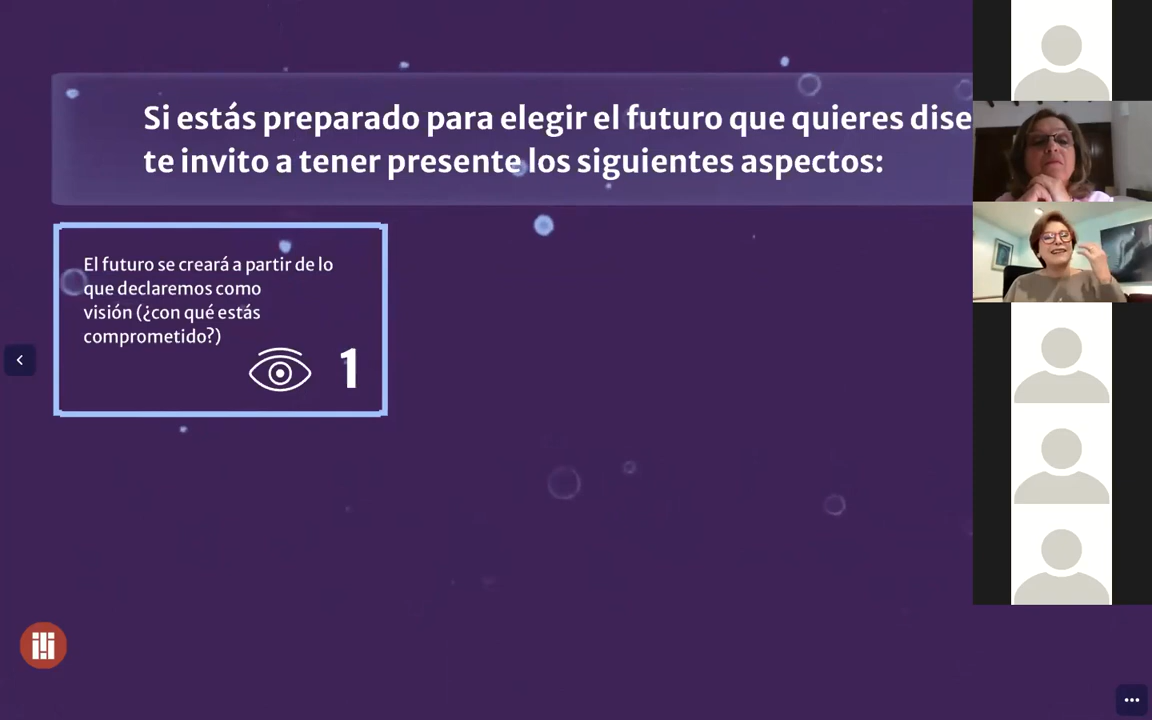 Si estás preparado para elegir el futuro que quieres dise
te invito a tener presente los siguientes aspectos:
El futuro se creará a partir de lo
que declaremos como
visión (¿con qué estás
comprometido?)
1